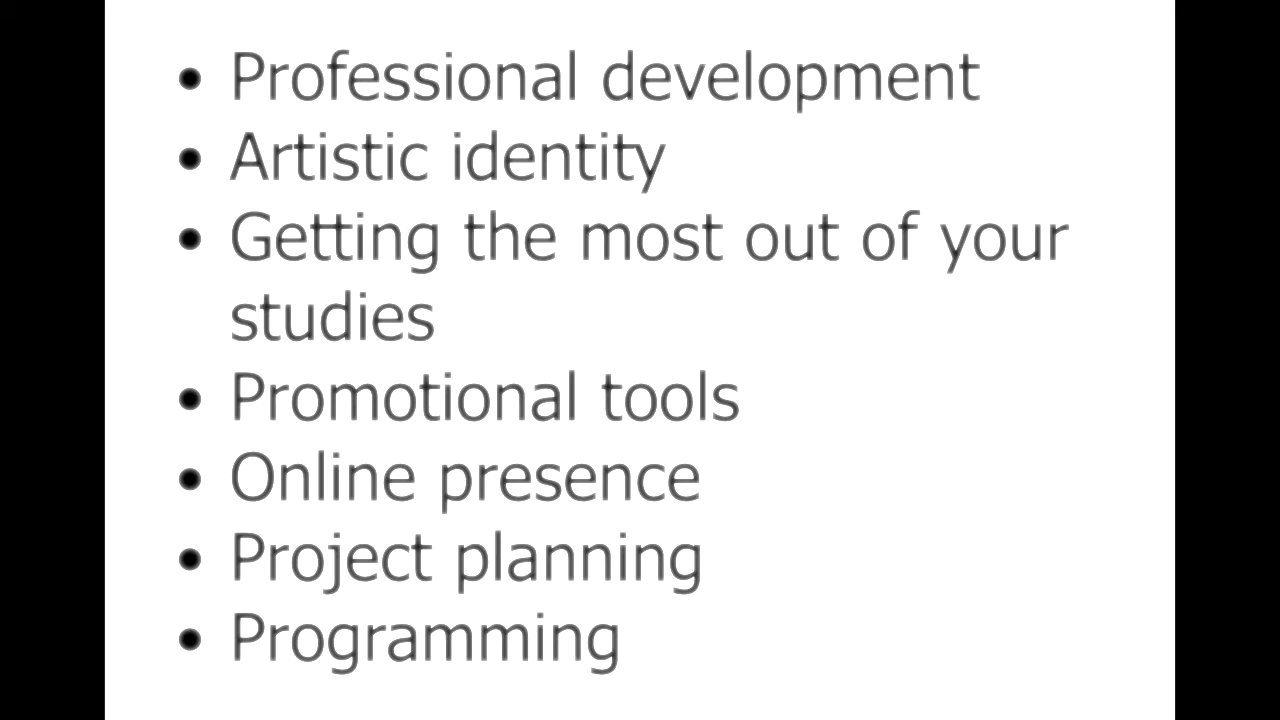 • Professional development
• Artistic identity
• Getting the most out of your
studies
• Promotional tools
• Online presence
• Project planning
• Programming